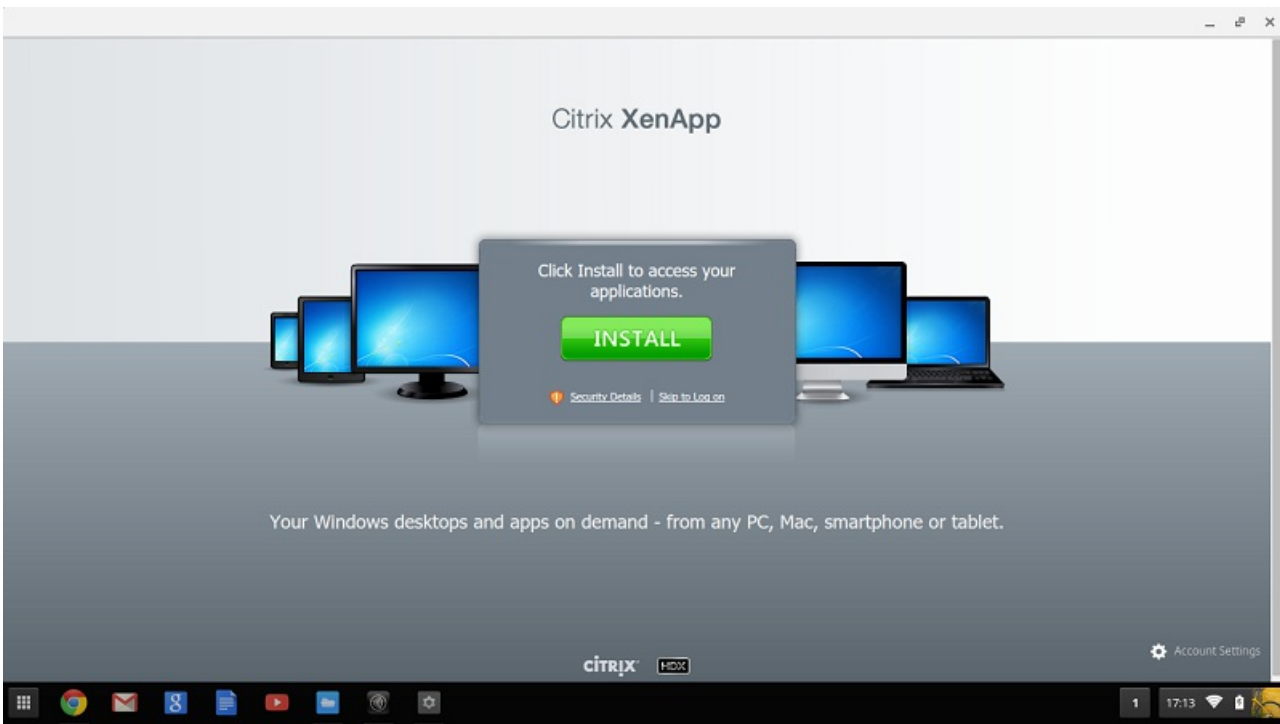 Citrix XenApp
Click Install to access your
applications.
INSTALL
Security Details | Skip to Log on
Your Windows desktops and apps on demand - from any PC, Mac, smartphone or tablet.
Account Settings
CITRIX HDX
8
1 17:13